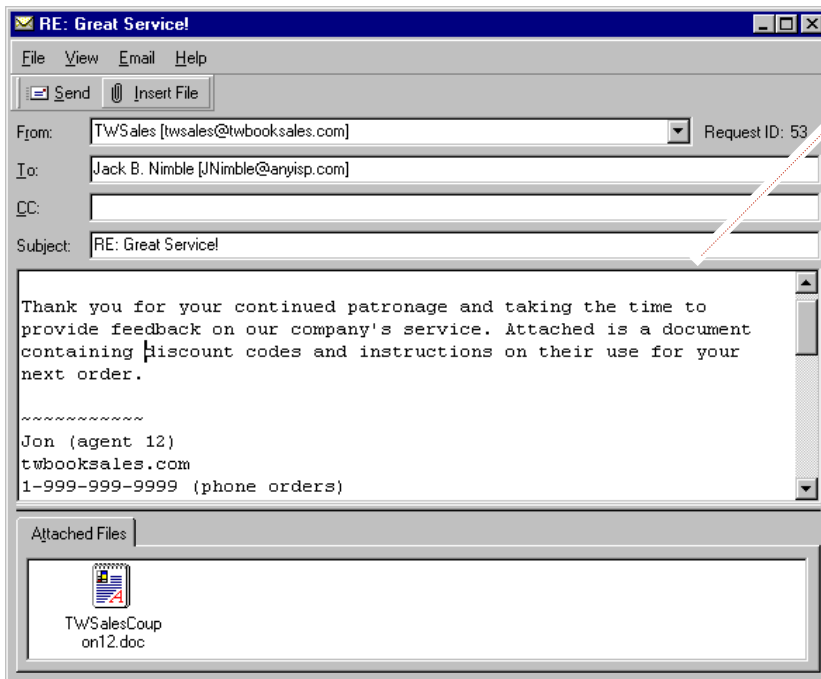 RE: Great Service!
File View Email Help
Send Insert File
From: TWSales [twsales@twbooksales.com] Request ID: 53
To: Jack B. Nimble [JNimble@anyisp.com]
CC:
Subject: RE: Great Service!
Thank you for your continued patronage and taking the time to
provide feedback on our company's service. Attached is a document
containing discount codes and instructions on their use for your
next order.
~~~~~~~~~~~
Jon (agent 12)
twbooksales.com
1-999-999-9999 (phone orders)
Attached Files
TWSalesCoup
on12.doc